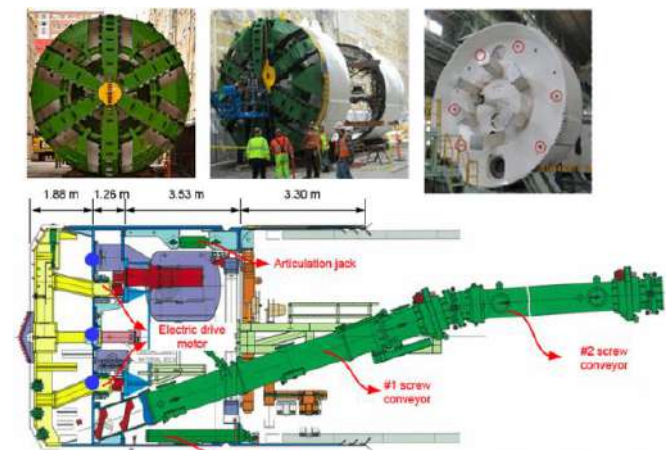 1.88 m
1.26 m
3.53 m
3.30 m
Articulation jack
Electric drive
motor
#1 screw
conveyor
#2 screw
conveyor